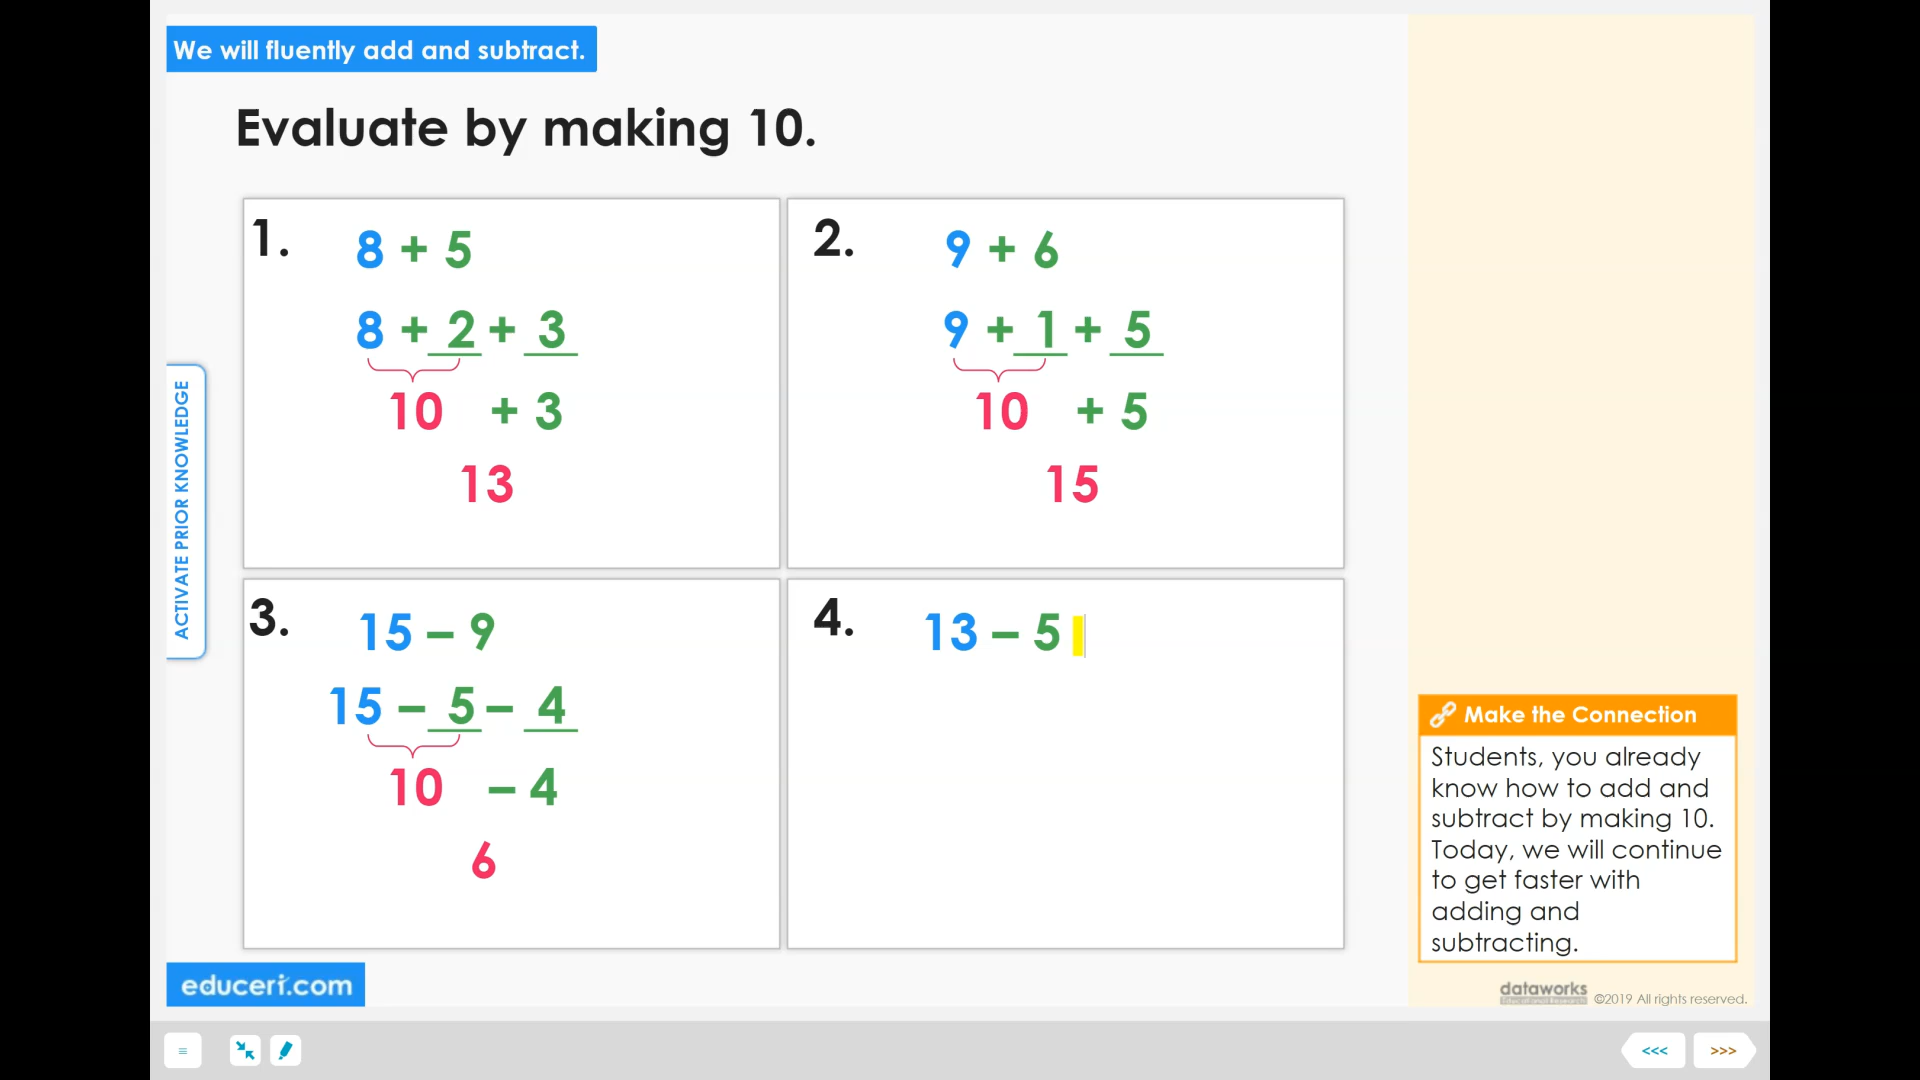 We will fluently add and subtract.
Evaluate by making 10.
1. 8 + 5
8 + 2 + 3
10 + 3
13
2. 9 + 6
9 + 1 + 5
10 + 5
15
3. 15 – 9
15 – 5 – 4
10 – 4
6
4. 13 – 5
ACTIVATE PRIOR KNOWLEDGE
Make the Connection
Students, you already
know how to add and
subtract by making 10.
Today, we will continue
to get faster with
adding and
subtracting.
educeri.com
dataworks
Educational Research
©2019 All rights reserved.
<<< >>>